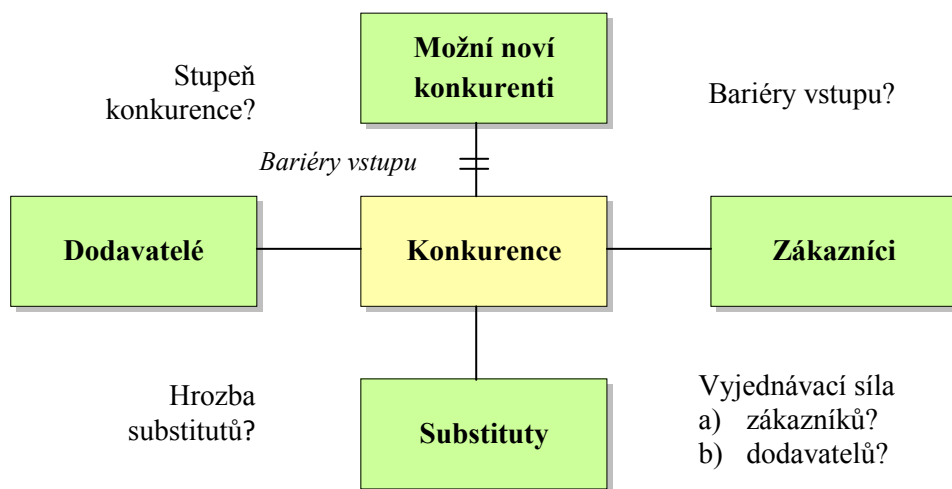 Možní noví
konkurenti
Stupeň
konkurence?
Bariéry vstupu?
Bariéry vstupu
Dodavatelé
Konkurence
Zákazníci
Hrozba
substitutů?
Substituty
Vyjednávací síla
a) zákazníků?
b) dodavatelů?